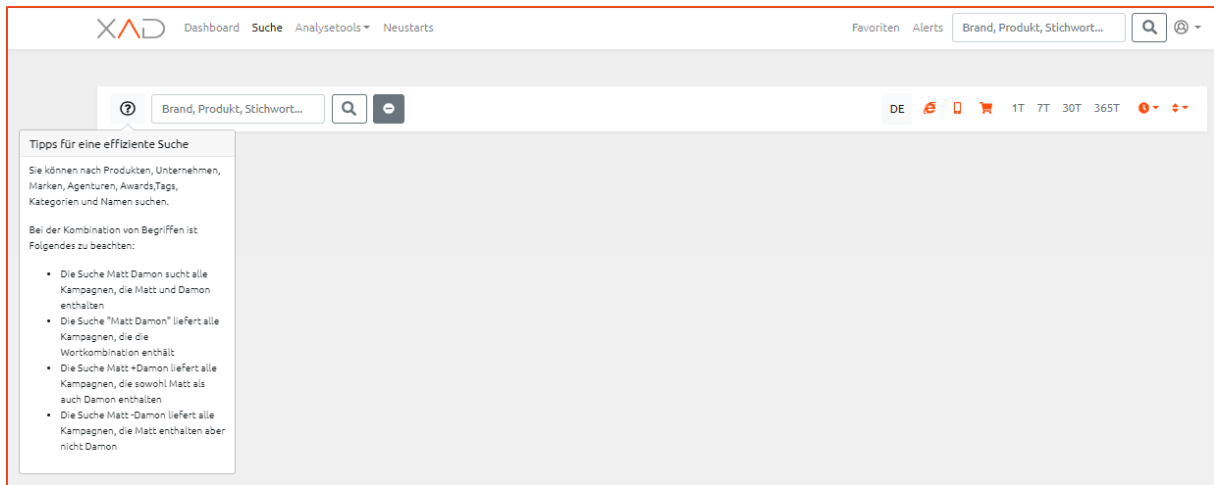 XAD Dashboard Suche Analysetools Neustarts Favoriten Alerts Brand, Produkt, Stichwort...
Brand, Produkt, Stichwort... DE 1T 7T 30T 365T
Tipps für eine effiziente Suche
Sie können nach Produkten, Unternehmen,
Marken, Agenturen, Awards,Tags,
Kategorien und Namen suchen.
Bei der Kombination von Begriffen ist
Folgendes zu beachten:
• Die Suche Matt Damon sucht alle
Kampagnen, die Matt und Damon
enthalten
• Die Suche "Matt Damon" liefert alle
Kampagnen, die die
Wortkombination enthält
• Die Suche Matt +Damon liefert alle
Kampagnen, die sowohl Matt als
auch Damon enthalten
• Die Suche Matt -Damon liefert alle
Kampagnen, die Matt enthalten aber
nicht Damon